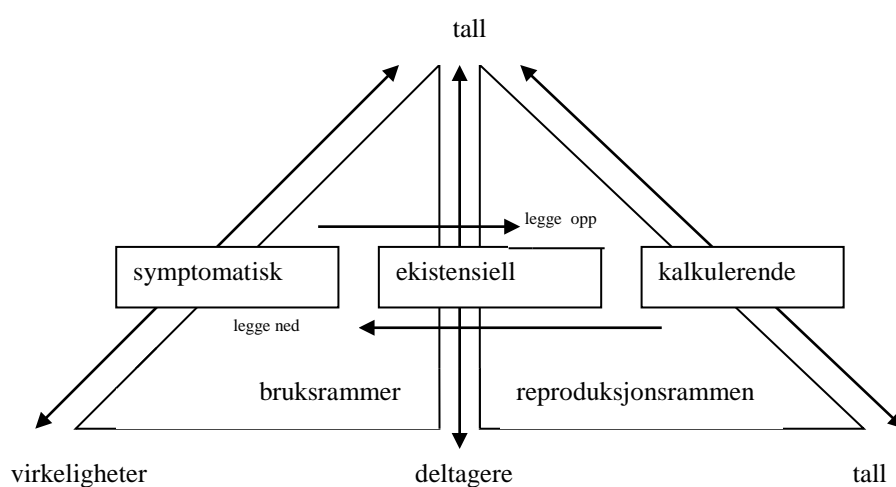 tall
legge opp
symptomatisk
ekistensiell
kalkulerende
legge ned
bruksrammer
reproduksjonsrammen
virkeligheter
deltagere
tall